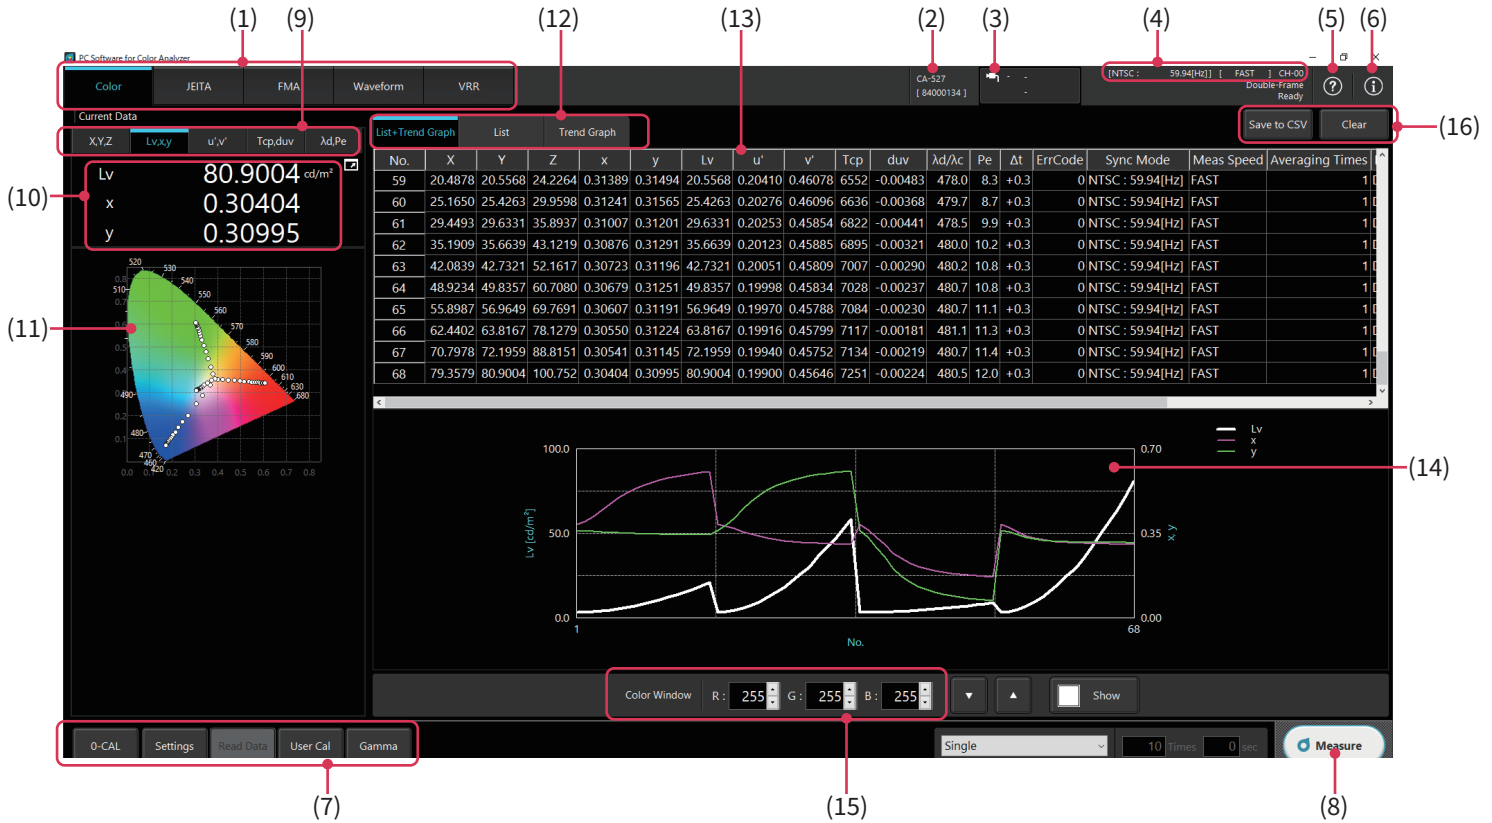 (1)
(9)
(12)
(13)
(2)
(3)
(4)
(5)
(6)
PC Software for Color Analyzer
Color JEITA FMA Waveform VRR
CA-527
[ 84000134 ]
- -
-
[NTSC : 59.94[Hz]] [ FAST ] CH-00
Double-Frame
Ready
Current Data
X,Y,Z Lv,x,y u',v' Tcp,duv λd,Pe
List+Trend Graph List Trend Graph
Save to CSV Clear
(16)
(10)
Lv 80.9004 cd/m²
x 0.30404
y 0.30995
No. X Y Z x y Lv u' v' Tcp duv λd/λc Pe Δt ErrCode Sync Mode Meas Speed Averaging Times
59 20.4878 20.5568 24.2264 0.31389 0.31494 20.5568 0.20410 0.46078 6552 -0.00483 478.0 8.3 +0.3 0 NTSC : 59.94[Hz] FAST 1
60 25.1650 25.4263 29.9598 0.31241 0.31565 25.4263 0.20276 0.46096 6636 -0.00368 479.7 8.7 +0.3 0 NTSC : 59.94[Hz] FAST 1
61 29.4493 29.6331 35.8937 0.31007 0.31201 29.6331 0.20253 0.45854 6822 -0.00441 478.5 9.9 +0.3 0 NTSC : 59.94[Hz] FAST 1
62 35.1909 35.6639 43.1219 0.30876 0.31291 35.6639 0.20123 0.45885 6895 -0.00321 480.0 10.2 +0.3 0 NTSC : 59.94[Hz] FAST 1
63 42.0839 42.7321 52.1617 0.30723 0.31196 42.7321 0.20051 0.45809 7007 -0.00290 480.2 10.8 +0.3 0 NTSC : 59.94[Hz] FAST 1
64 48.9234 49.8357 60.7080 0.30679 0.31251 49.8357 0.19998 0.45834 7028 -0.00237 480.7 10.8 +0.3 0 NTSC : 59.94[Hz] FAST 1
65 55.8987 56.9649 69.7691 0.30607 0.31191 56.9649 0.19970 0.45788 7084 -0.00230 480.7 11.1 +0.3 0 NTSC : 59.94[Hz] FAST 1
66 62.4402 63.8167 78.1279 0.30550 0.31224 63.8167 0.19916 0.45799 7117 -0.00181 481.1 11.3 +0.3 0 NTSC : 59.94[Hz] FAST 1
67 70.7978 72.1959 88.8151 0.30541 0.31145 72.1959 0.19940 0.45752 7134 -0.00219 480.7 11.4 +0.3 0 NTSC : 59.94[Hz] FAST 1
68 79.3579 80.9004 100.752 0.30404 0.30995 80.9004 0.19900 0.45646 7251 -0.00224 480.5 12.0 +0.3 0 NTSC : 59.94[Hz] FAST 1
(11)
520
530
540
510
550
560
570
580
590
600
610
630
680
490
480
470
460
420
0.8
0.7
0.5
0.4
0.2
0.1
0.0 0.1 0.2 0.3 0.4 0.5 0.6 0.7 0.8
Lv
x
y
100.0
50.0
0.0
Lv [cd/m²]
0.70
0.35
0.00
x, y
1
68
No.
(14)
Color Window R : 255 G : 255 B : 255 ▼ ▲ Show
0-CAL Settings Read Data User Cal Gamma
Single
10 Times 0 sec
Measure
(7)
(15)
(8)